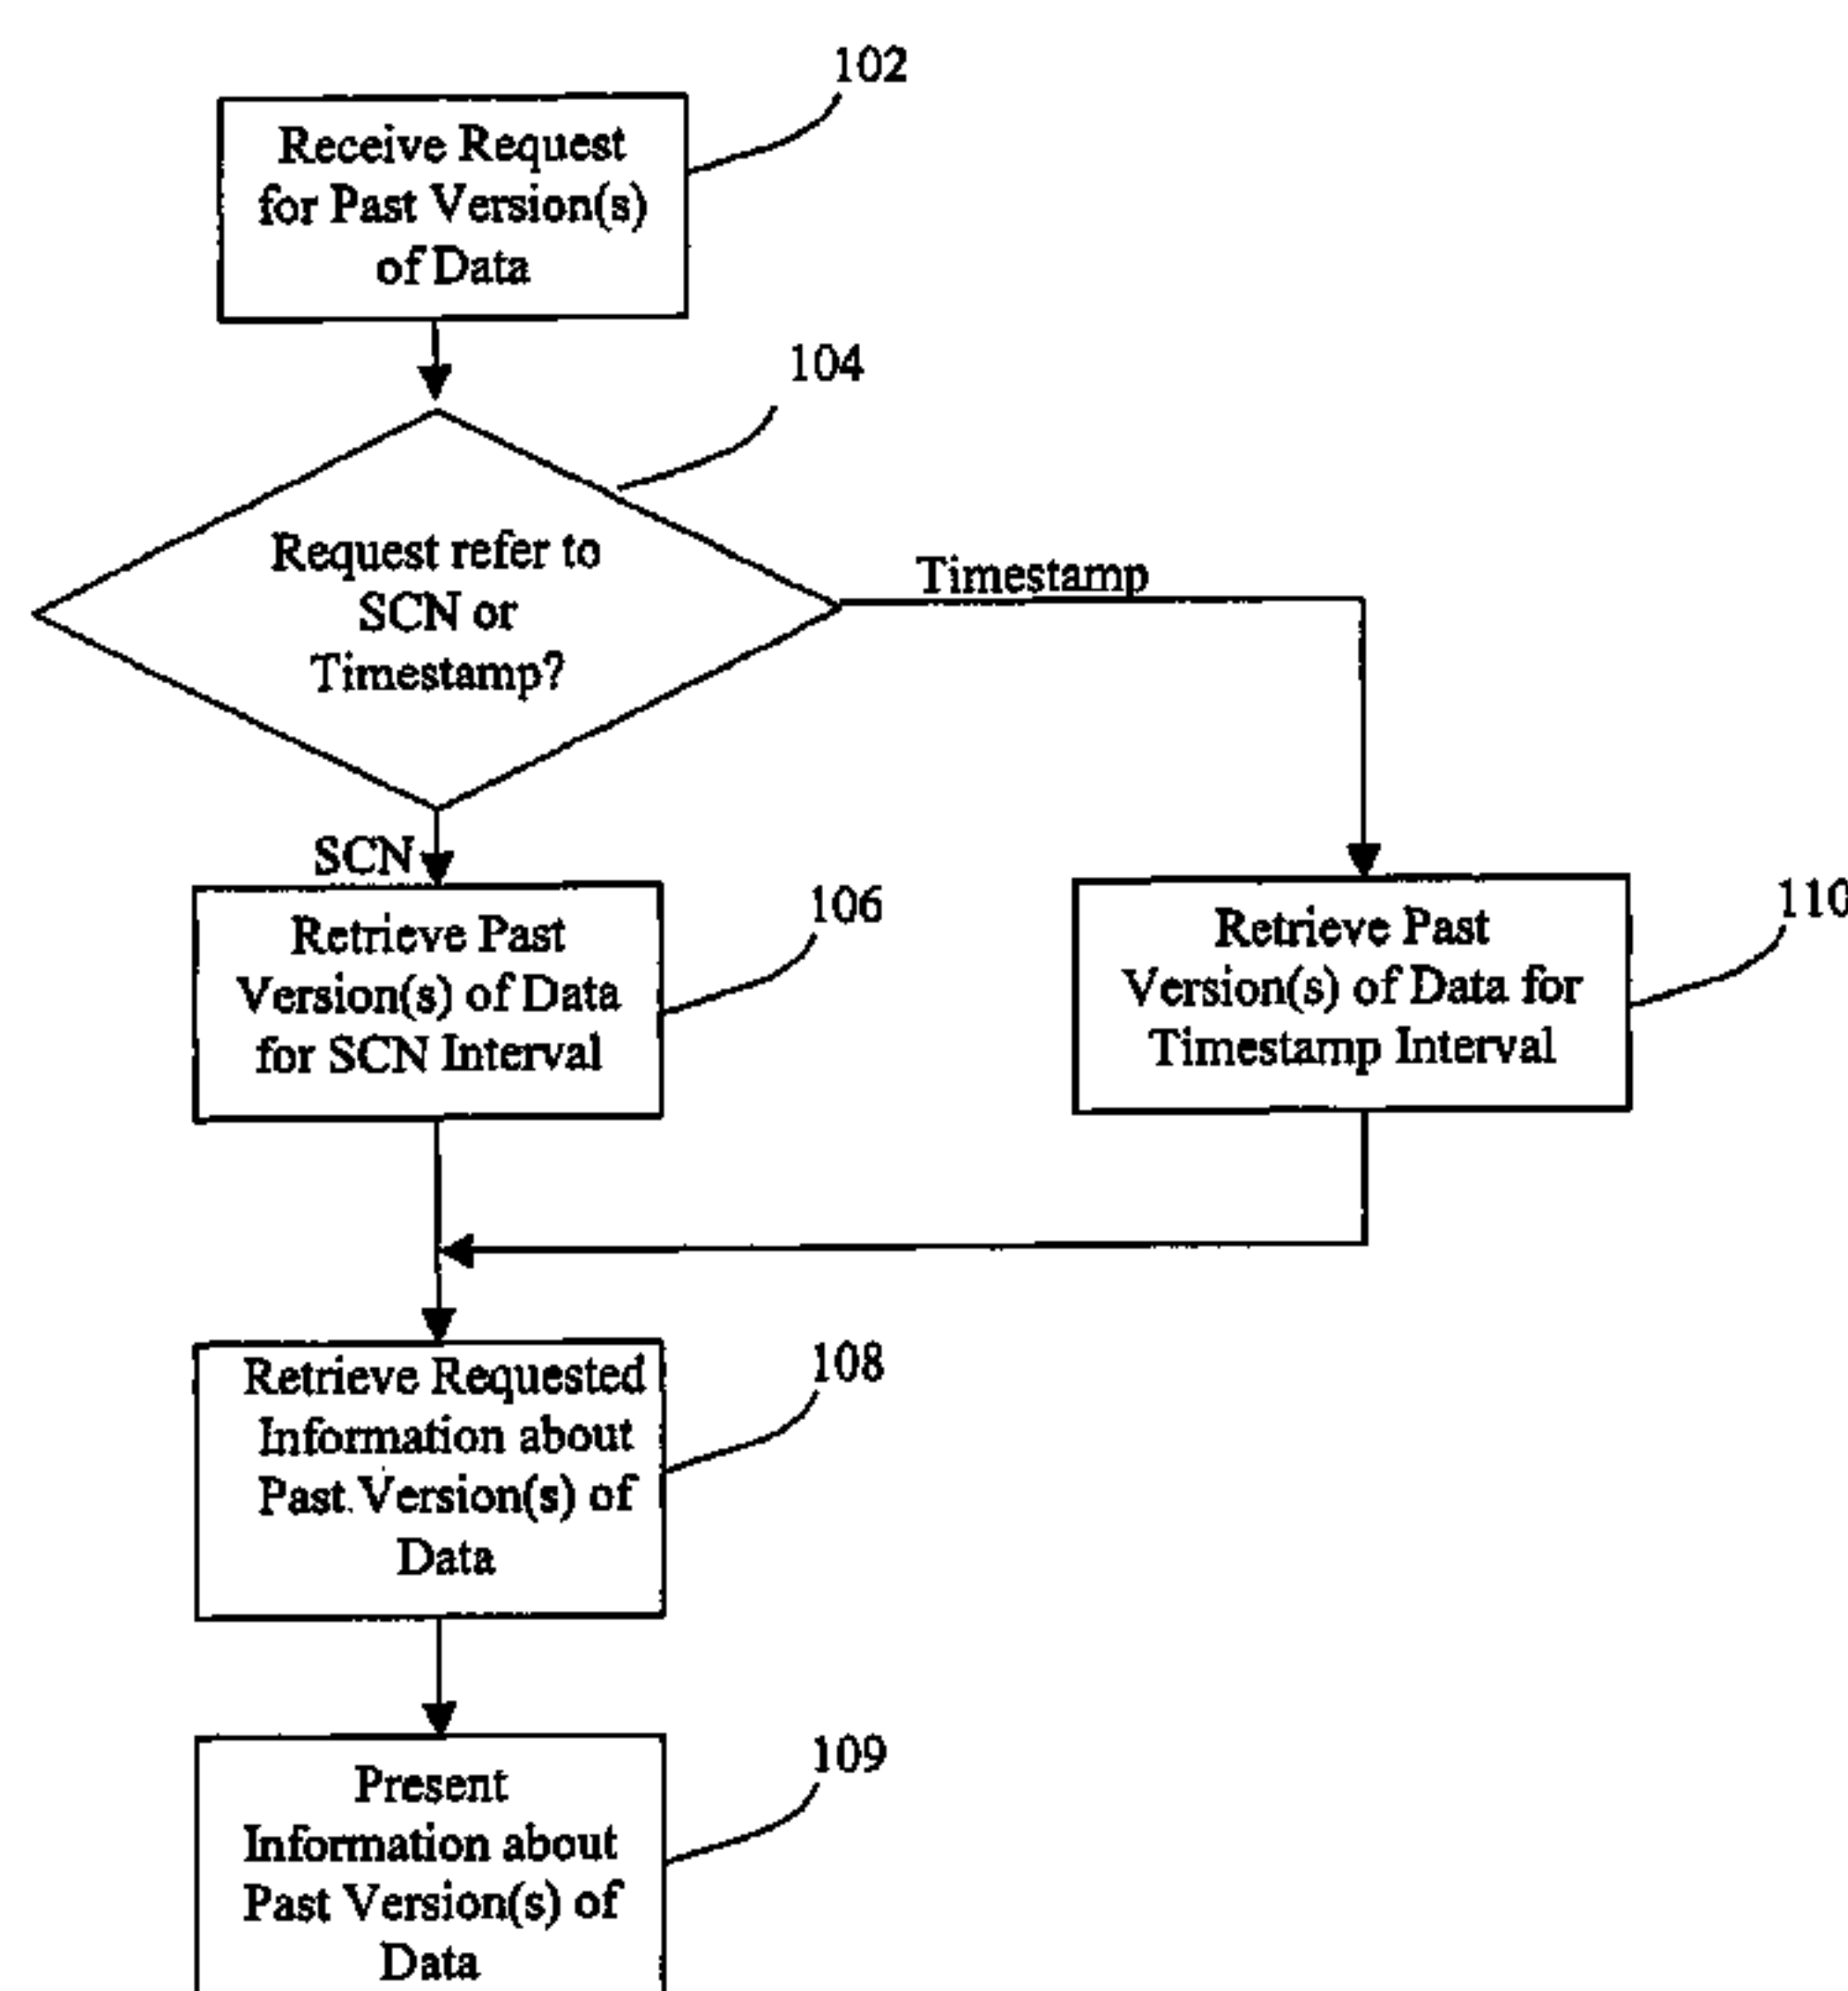 102
Receive Request
for Past Version(s)
of Data
104
Request refer to
SCN or
Timestamp?
Timestamp
SCN
106
Retrieve Past
Version(s) of Data
for SCN Interval
110
Retrieve Past
Version(s) of Data for
Timestamp Interval
108
Retrieve Requested
Information about
Past Version(s) of
Data
109
Present
Information about
Past Version(s) of
Data